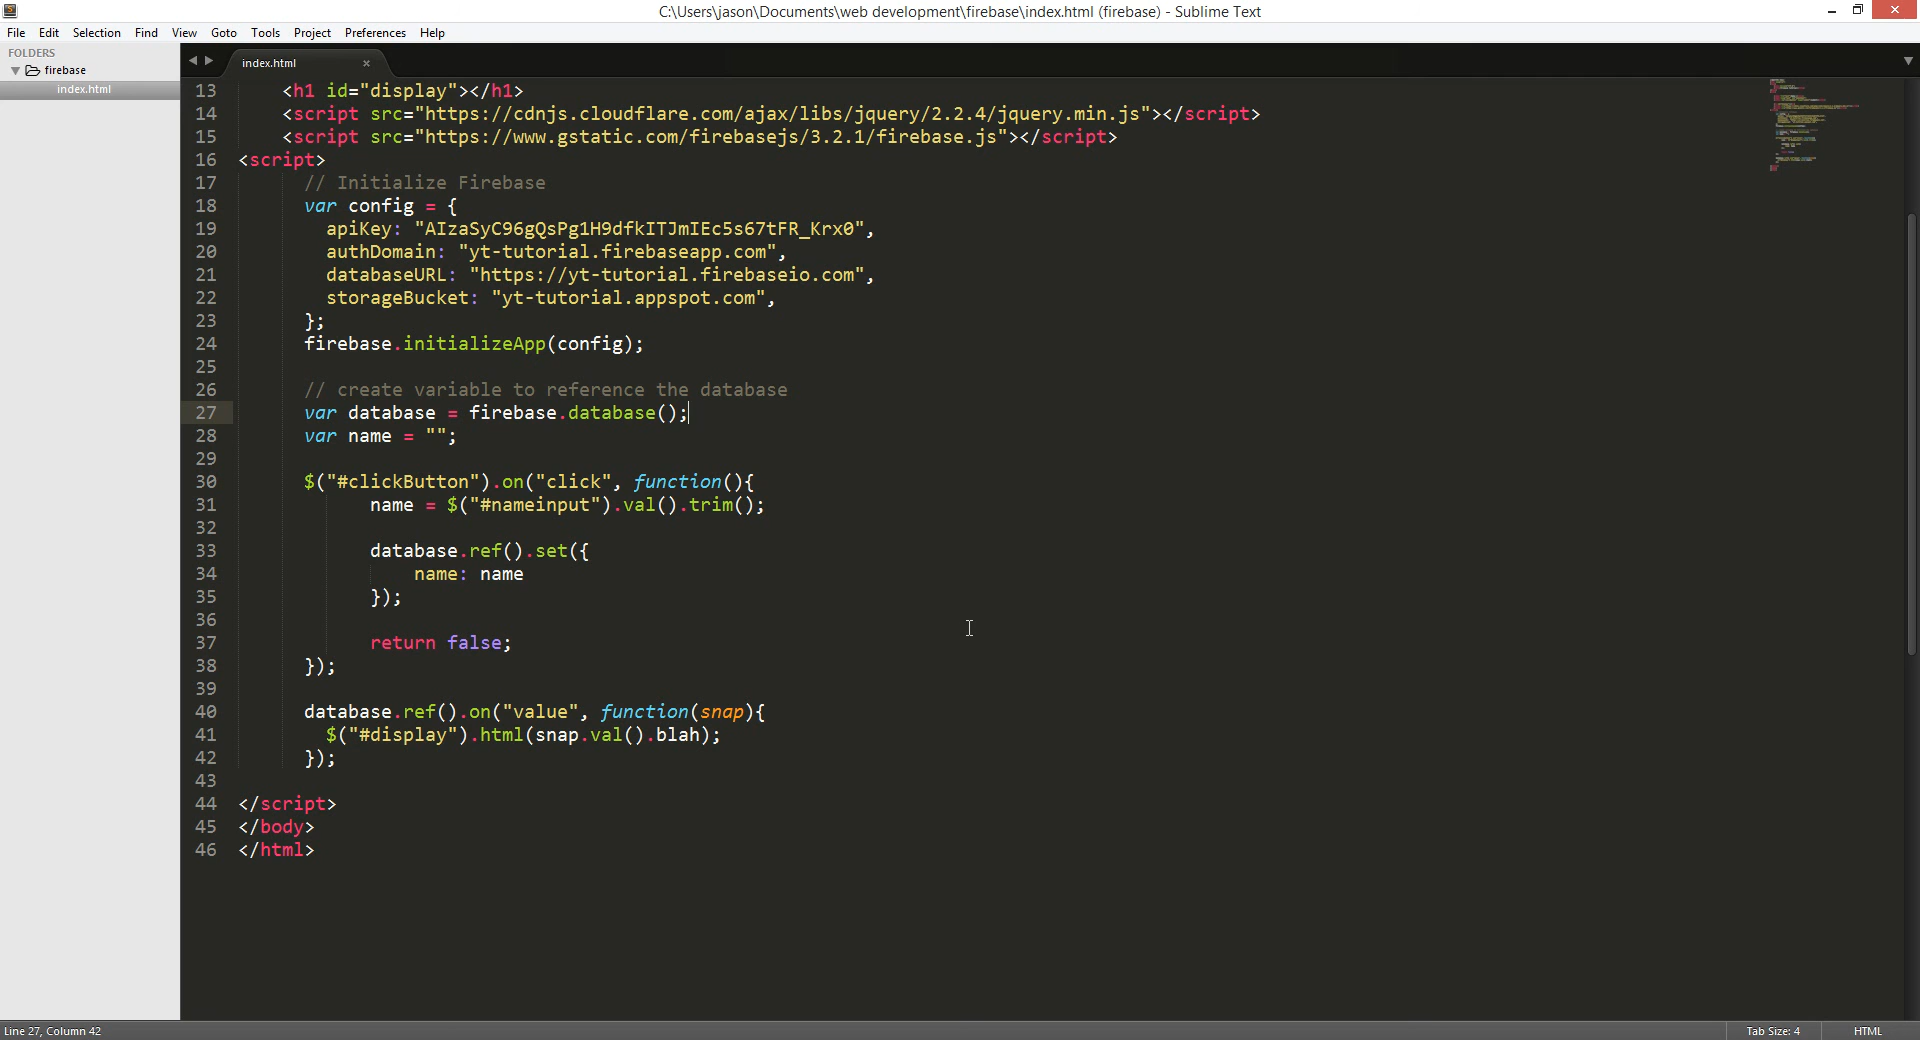 C:\Users\jason\Documents\web development\firebase\index.html (firebase) - Sublime Text
File Edit Selection Find View Goto Tools Project Preferences Help
FOLDERS
firebase
index.html
index.html
13 <h1 id="display"></h1>
14 <script src="https://cdnjs.cloudflare.com/ajax/libs/jquery/2.2.4/jquery.min.js"></script>
15 <script src="https://www.gstatic.com/firebasejs/3.2.1/firebase.js"></script>
16 <script>
17 // Initialize Firebase
18 var config = {
19 apiKey: "AIzaSyC96gQsPg1H9dfkITJmIEc5s67tFR_Krx0",
20 authDomain: "yt-tutorial.firebaseapp.com",
21 databaseURL: "https://yt-tutorial.firebaseio.com",
22 storageBucket: "yt-tutorial.appspot.com",
23 };
24 firebase.initializeApp(config);
25
26 // create variable to reference the database
27 var database = firebase.database();
28 var name = "";
29
30 $("#clickButton").on("click", function(){
31 name = $("#nameinput").val().trim();
32
33 database.ref().set({
34 name: name
35 });
36
37 return false;
38 });
39
40 database.ref().on("value", function(snap){
41 $("#display").html(snap.val().blah);
42 });
43
44 </script>
45 </body>
46 </html>
Line 27, Column 42
Tab Size: 4
HTML